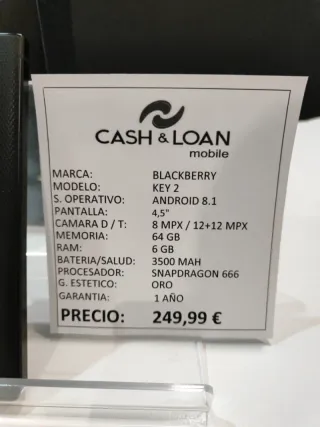 CASH & LOAN
mobile
MARCA: BLACKBERRY
MODELO: KEY 2
S. OPERATIVO: ANDROID 8.1
PANTALLA: 4,5"
CAMARA D / T: 8 MPX / 12+12 MPX
MEMORIA: 64 GB
RAM: 6 GB
BATERIA/SALUD: 3500 MAH
PROCESADOR: SNAPDRAGON 666
G. ESTETICO: ORO
GARANTIA: 1 AÑO
PRECIO: 249,99 €